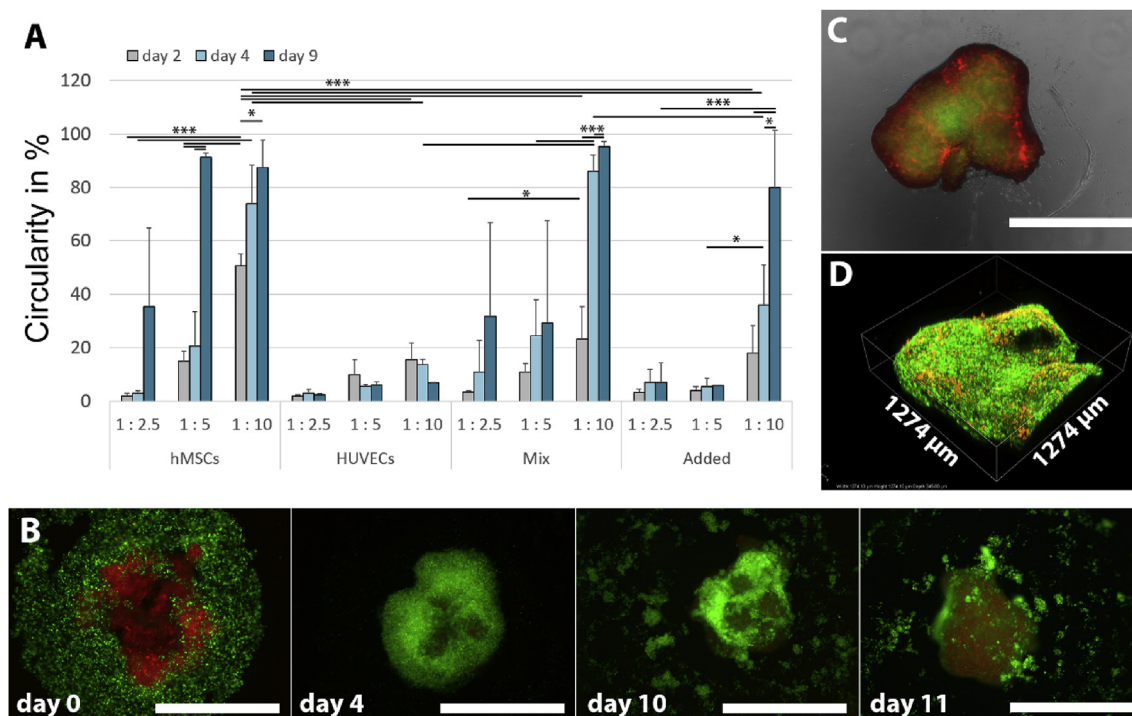 A
day 2 day 4 day 9
Circularity in %
120
100
80
60
40
20
0
***
*
***
***
*
*
***
*
*
1 : 2.5 1 : 5 1 : 10 1 : 2.5 1 : 5 1 : 10 1 : 2.5 1 : 5 1 : 10 1 : 2.5 1 : 5 1 : 10
hMSCs HUVECs Mix Added
C
D
1274 µm 1274 µm
B
day 0 day 4 day 10 day 11